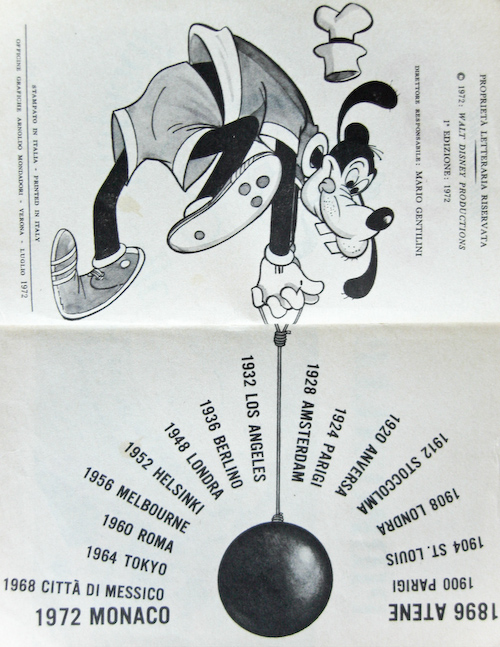 PROPRIETÀ LETTERARIA RISERVATA
© 1972: WALT DISNEY PRODUCTIONS
1ª EDIZIONE: 1972
DIRETTORE RESPONSABILE: MARIO GENTILINI
STAMPATO IN ITALIA - PRINTED IN ITALY
OFFICINE GRAFICHE ARNOLDO MONDADORI - VERONA - LUGLIO 1972
1896 ATENE
1900 PARIGI
1904 ST. LOUIS
1908 LONDRA
1912 STOCCOLMA
1920 ANVERSA
1924 PARIGI
1928 AMSTERDAM
1932 LOS ANGELES
1936 BERLINO
1948 LONDRA
1952 HELSINKI
1956 MELBOURNE
1960 ROMA
1964 TOKYO
1968 CITTÀ DI MESSICO
1972 MONACO